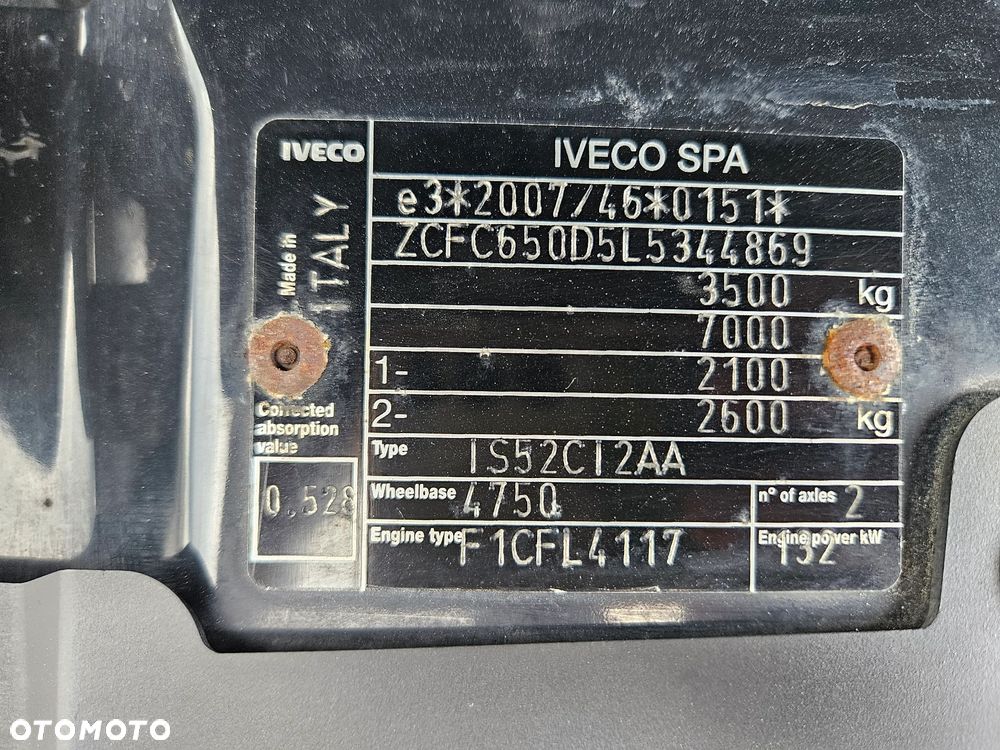 IVECO
IVECO SPA
Made in
ITALY
e3*2007/46*0151*
ZCFC650D5L5344869
3500 kg
7000
1- 2100
2- 2600 kg
Corrected
absorption
value
0.528
Type IS52CI2AA
Wheelbase 4750
n° of axles 2
Engine type F1CFL4117
Engine power kW 132
OTOMOTO